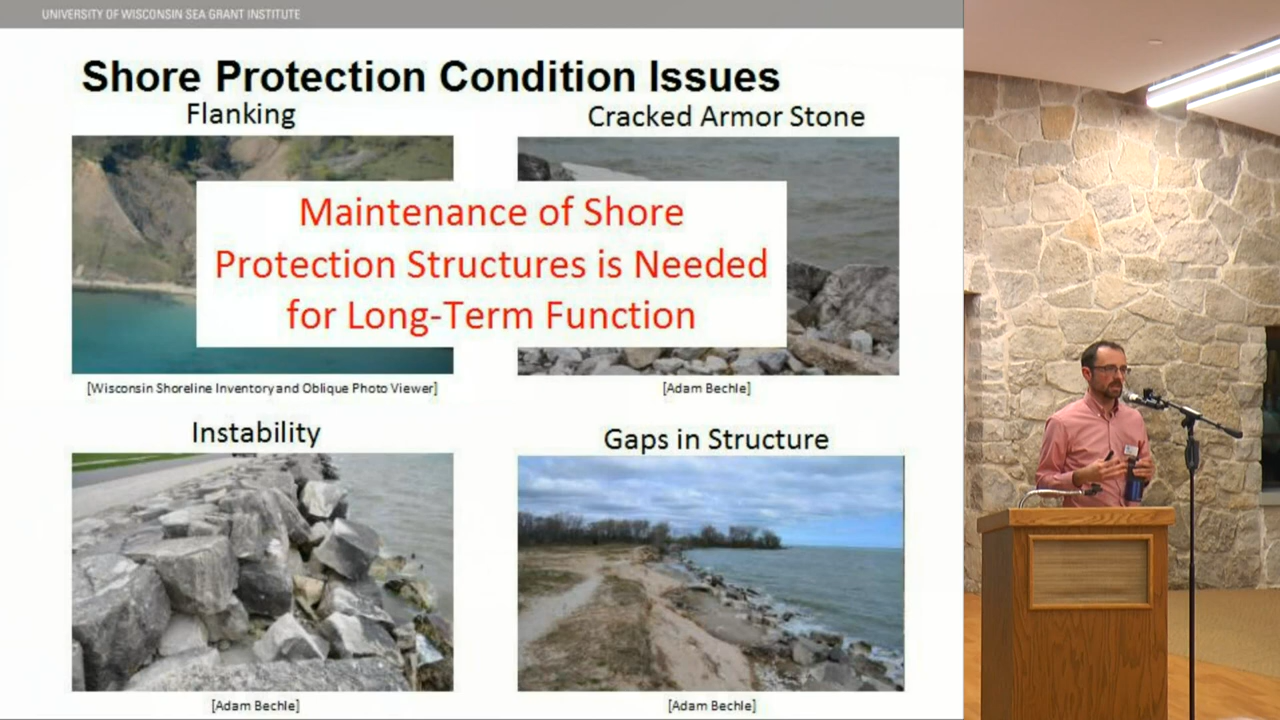 UNIVERSITY OF WISCONSIN SEA GRANT INSTITUTE
Shore Protection Condition Issues
Flanking
Cracked Armor Stone
Maintenance of Shore
Protection Structures is Needed
for Long-Term Function
[Wisconsin Shoreline Inventory and Oblique Photo Viewer]
[Adam Bechle]
Instability
Gaps in Structure
[Adam Bechle]
[Adam Bechle]